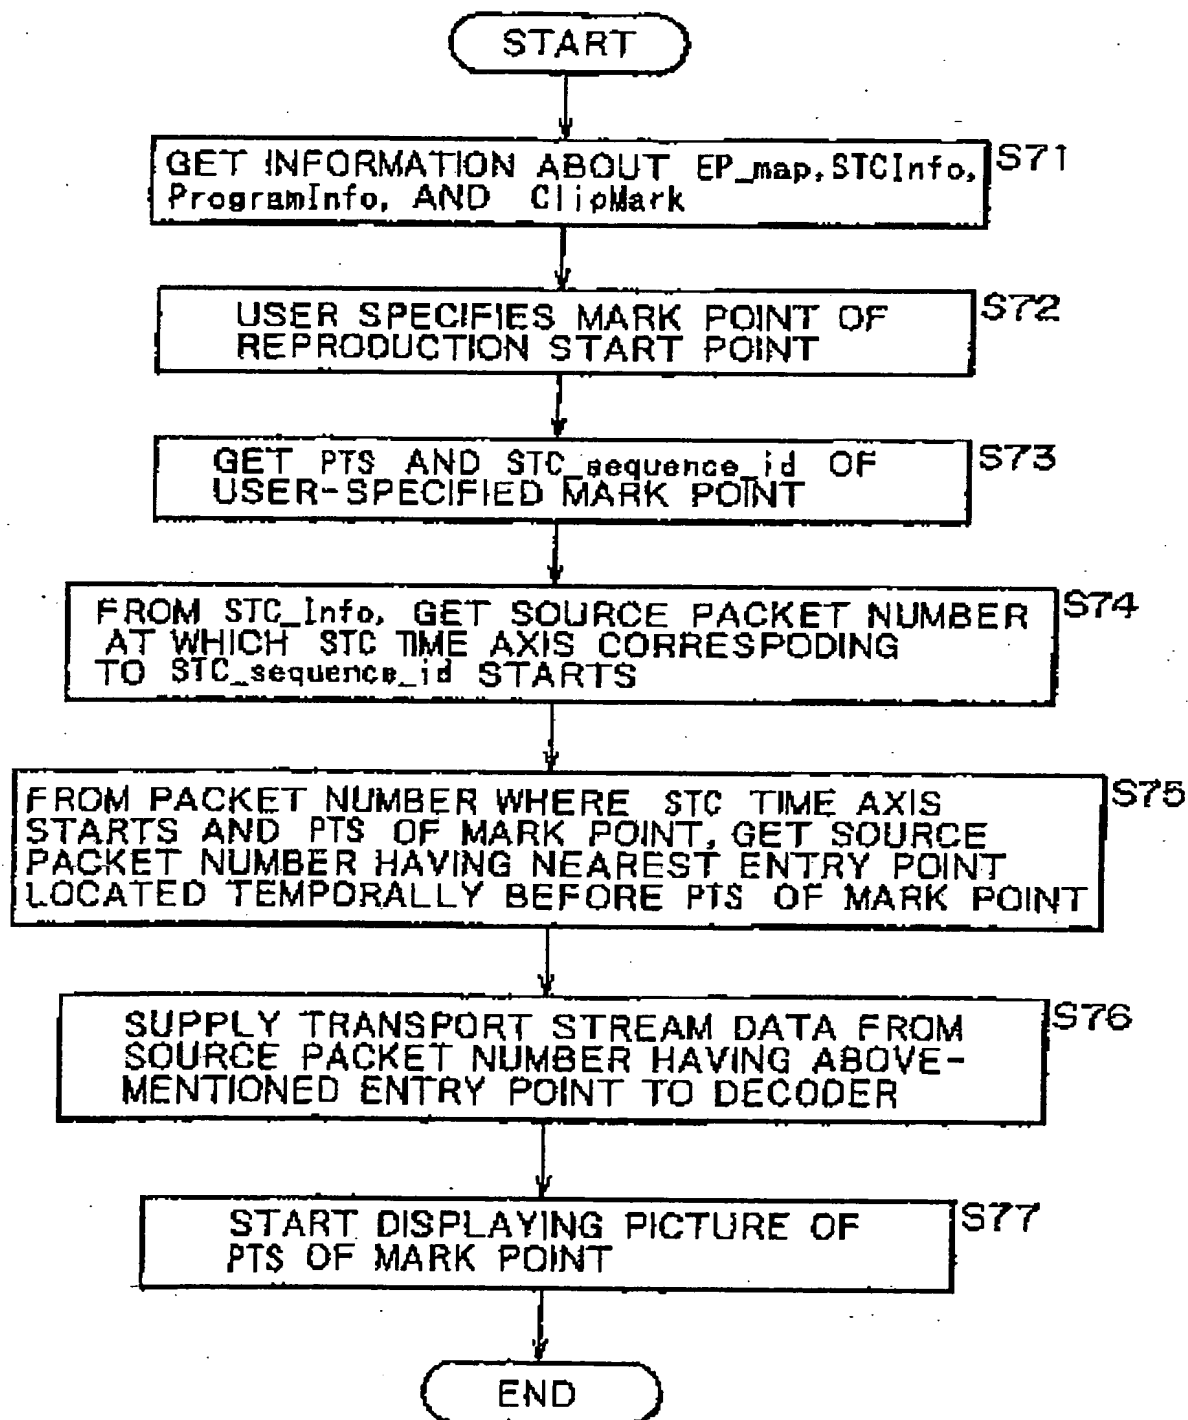 START
GET INFORMATION ABOUT EP_map, STCInfo,
ProgramInfo, AND ClipMark
S71
USER SPECIFIES MARK POINT OF
REPRODUCTION START POINT
S72
GET PTS AND STC_sequence_id OF
USER-SPECIFIED MARK POINT
S73
FROM STC_Info, GET SOURCE PACKET NUMBER
AT WHICH STC TIME AXIS CORRESPODING
TO STC_sequence_id STARTS
S74
FROM PACKET NUMBER WHERE STC TIME AXIS
STARTS AND PTS OF MARK POINT, GET SOURCE
PACKET NUMBER HAVING NEAREST ENTRY POINT
LOCATED TEMPORALLY BEFORE PTS OF MARK POINT
S75
SUPPLY TRANSPORT STREAM DATA FROM
SOURCE PACKET NUMBER HAVING ABOVE-
MENTIONED ENTRY POINT TO DECODER
S76
START DISPLAYING PICTURE OF
PTS OF MARK POINT
S77
END